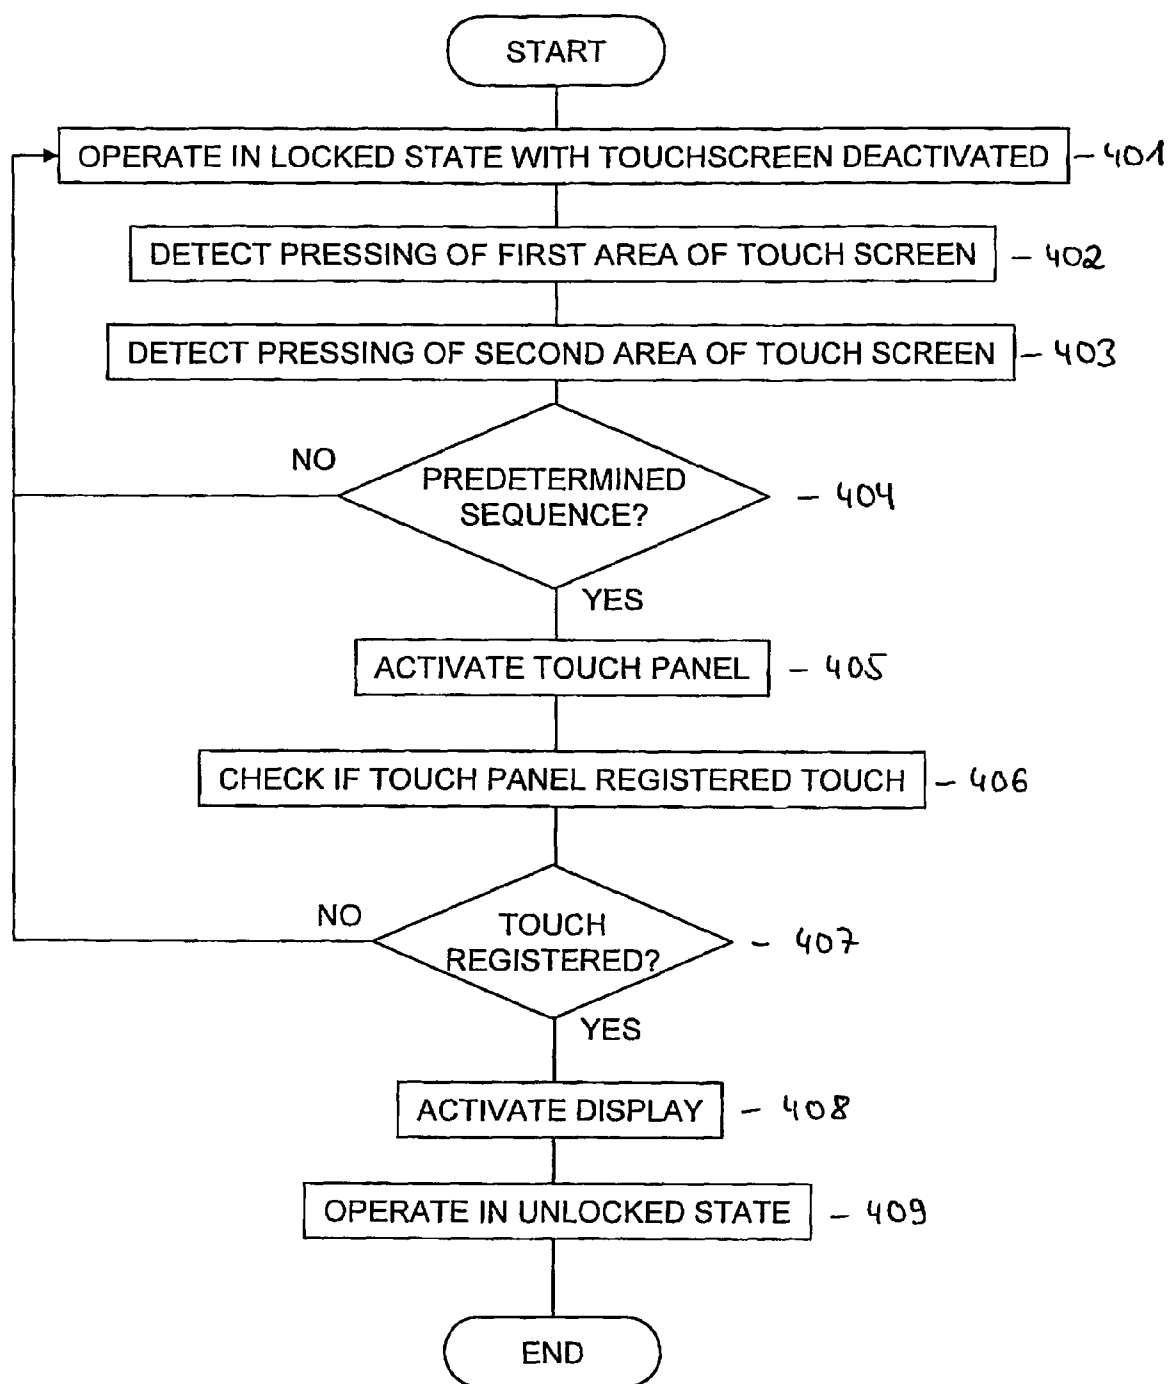 START
OPERATE IN LOCKED STATE WITH TOUCHSCREEN DEACTIVATED - 401
DETECT PRESSING OF FIRST AREA OF TOUCH SCREEN - 402
DETECT PRESSING OF SECOND AREA OF TOUCH SCREEN - 403
NO
PREDETERMINED
SEQUENCE?
- 404
YES
ACTIVATE TOUCH PANEL - 405
CHECK IF TOUCH PANEL REGISTERED TOUCH - 406
NO
TOUCH
REGISTERED?
- 407
YES
ACTIVATE DISPLAY - 408
OPERATE IN UNLOCKED STATE - 409
END